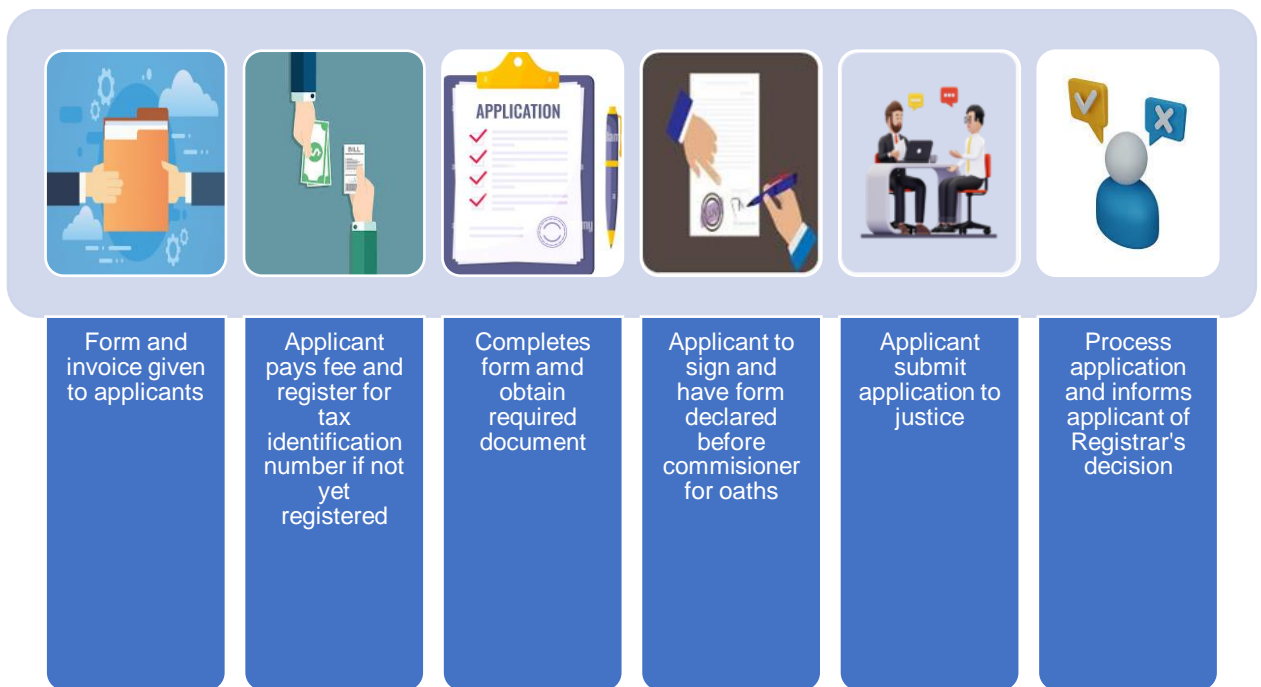 BILL
APPLICATION
Form and
invoice given
to applicants
Applicant
pays fee and
register for
tax
identification
number if not
yet
registered
Completes
form amd
obtain
required
document
Applicant to
sign and
have form
declared
before
commisioner
for oaths
Applicant
submit
application to
justice
Process
application
and informs
applicant of
Registrar's
decision